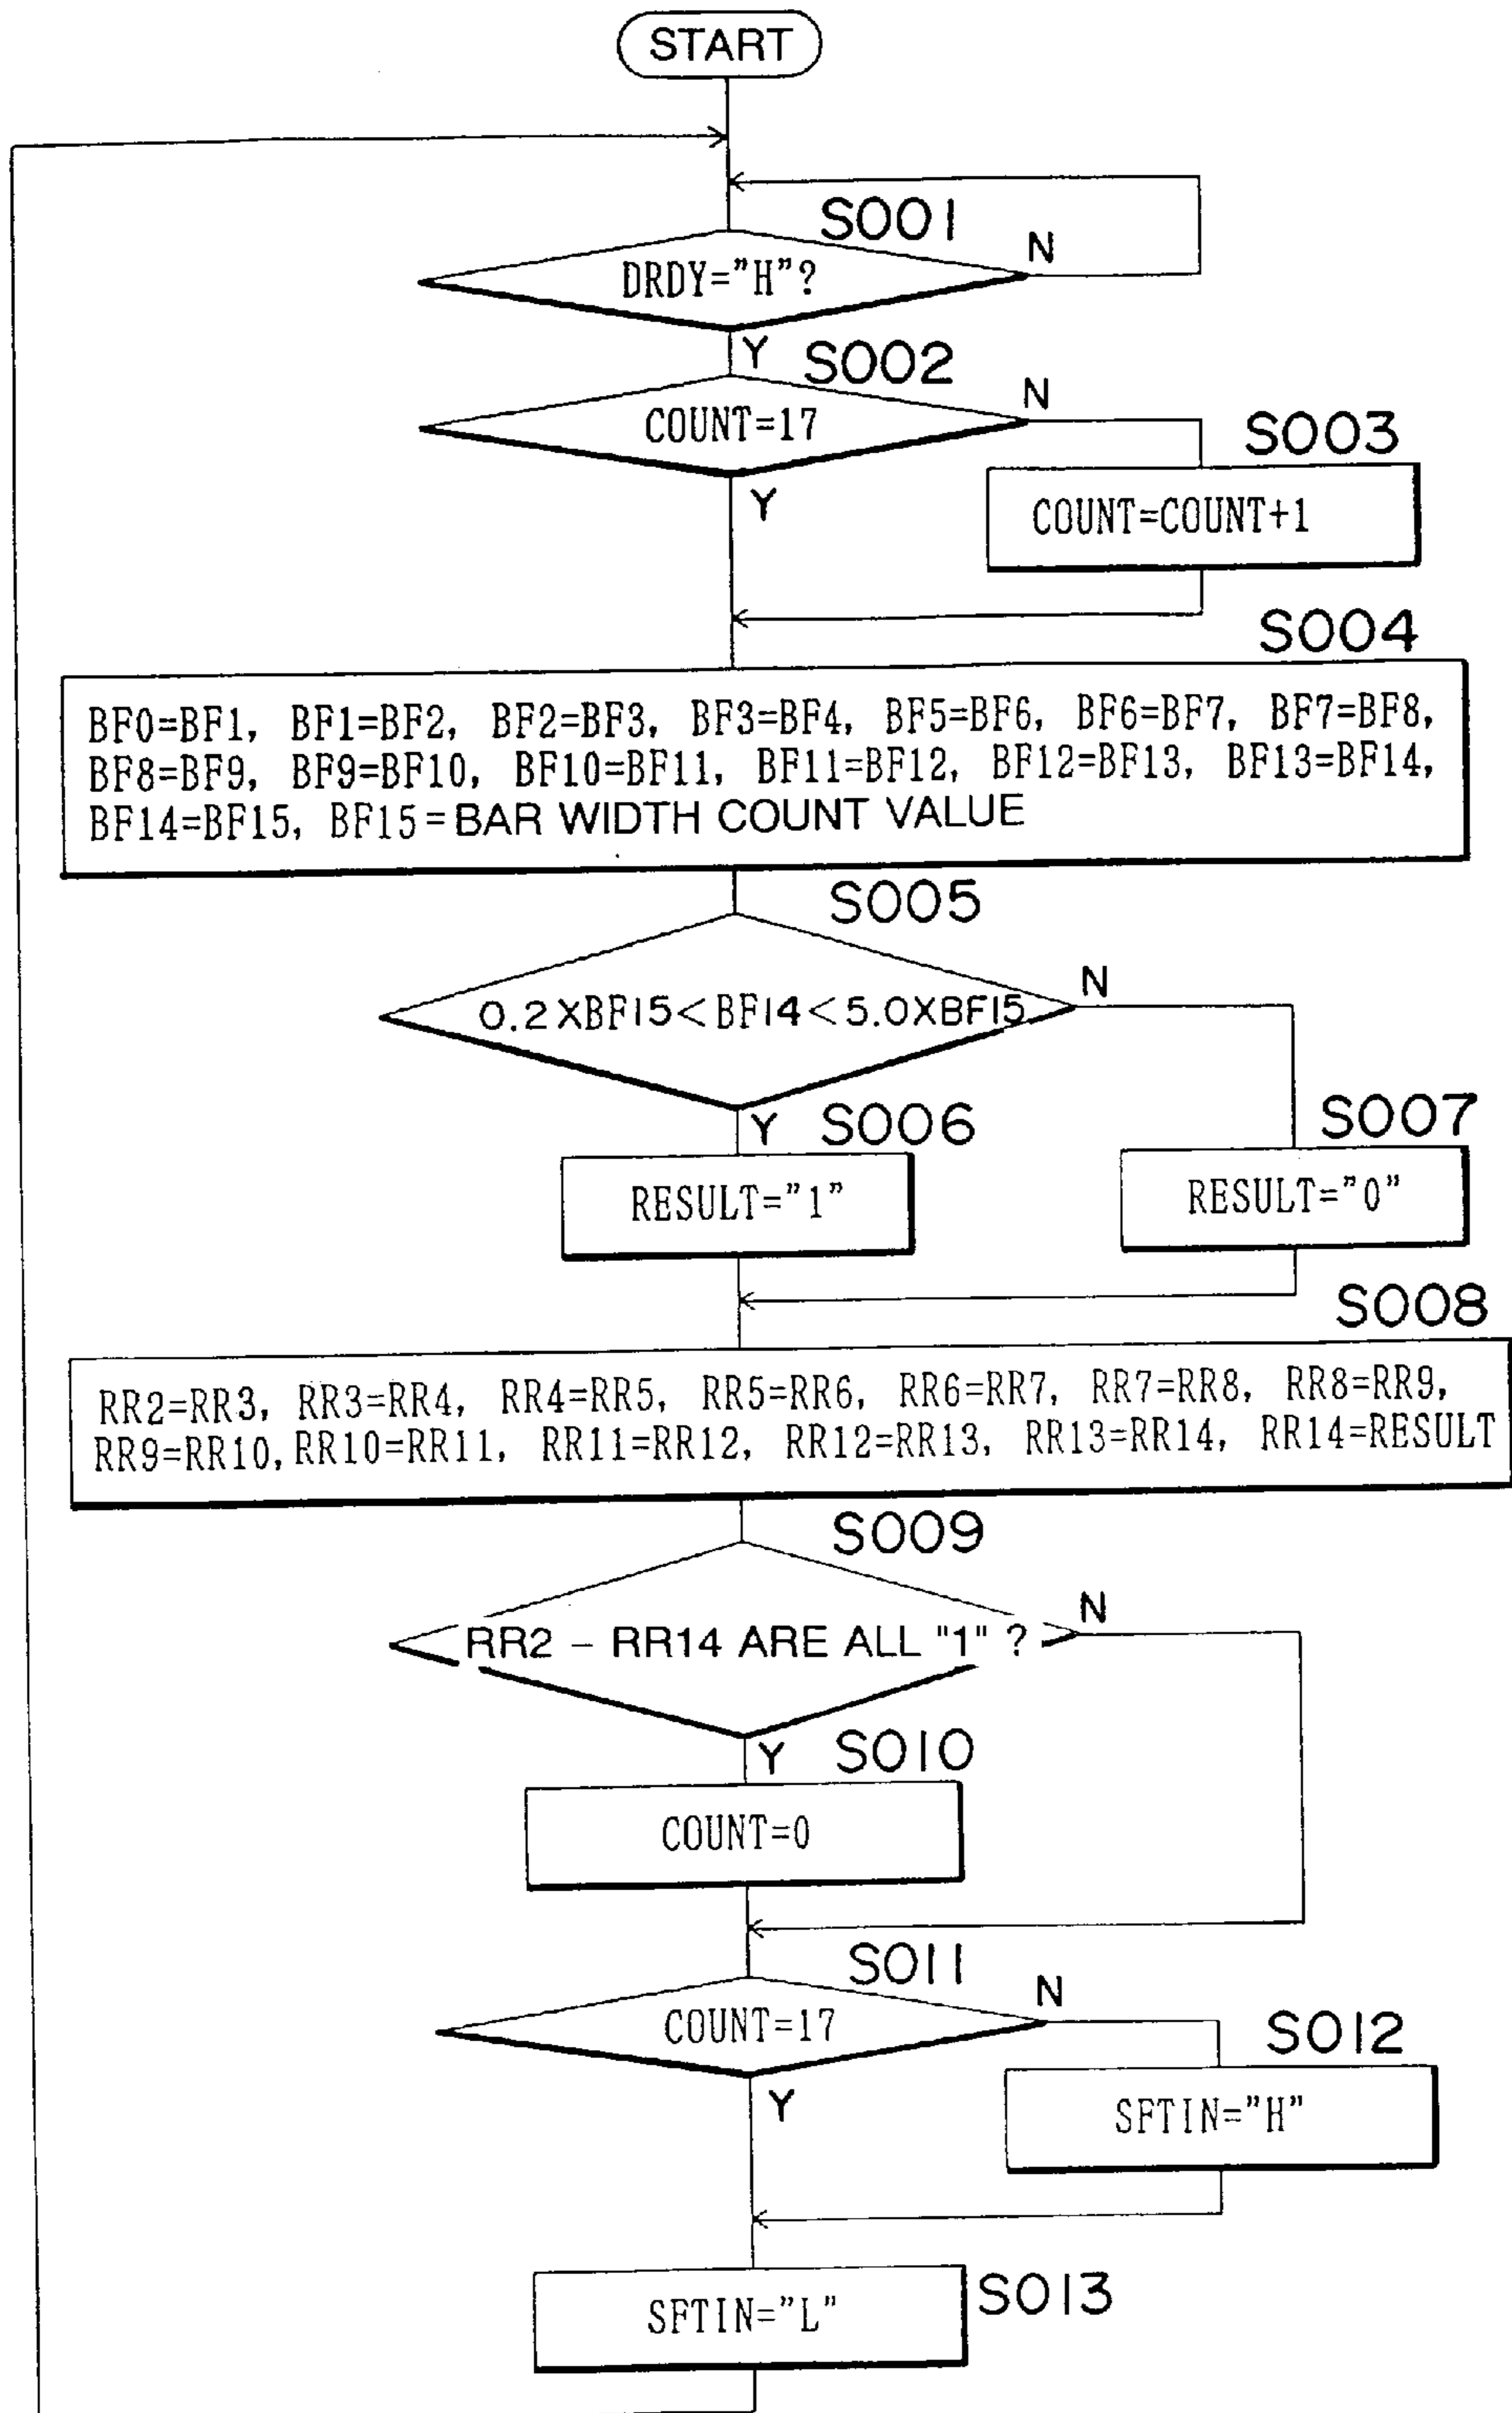 START
S001
DRDY="H"?
N
Y
S002
COUNT=17
N
Y
S003
COUNT=COUNT+1
S004
BF0=BF1, BF1=BF2, BF2=BF3, BF3=BF4, BF5=BF6, BF6=BF7, BF7=BF8,
BF8=BF9, BF9=BF10, BF10=BF11, BF11=BF12, BF12=BF13, BF13=BF14,
BF14=BF15, BF15=BAR WIDTH COUNT VALUE
S005
0.2XBF15<BF14<5.0XBF15
N
Y
S006
RESULT="1"
S007
RESULT="0"
S008
RR2=RR3, RR3=RR4, RR4=RR5, RR5=RR6, RR6=RR7, RR7=RR8, RR8=RR9,
RR9=RR10, RR10=RR11, RR11=RR12, RR12=RR13, RR13=RR14, RR14=RESULT
S009
RR2 – RR14 ARE ALL "1" ?
N
Y
S010
COUNT=0
S011
COUNT=17
N
Y
S012
SFTIN="H"
SFTIN="L"
S013